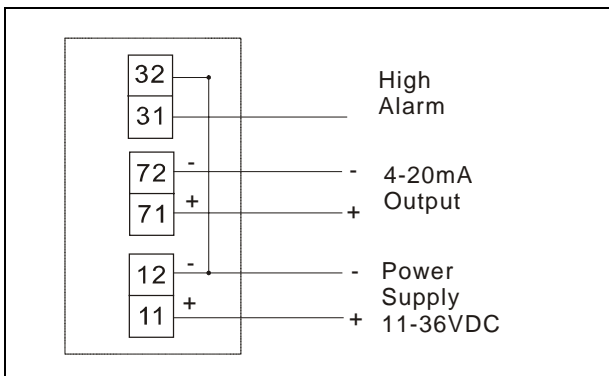 32
31
High
Alarm
72 - - 4-20mA
71 + + Output
12 - - Power
Supply
11 + + 11-36VDC